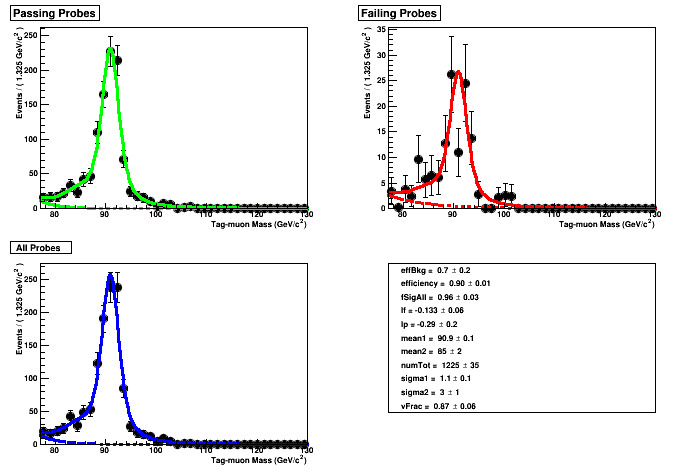 Passing Probes
Events / ( 1.325 GeV/c² )
250
200
150
100
50
0
80 90 100 110 120 130
Tag-muon Mass (GeV/c²)
Failing Probes
Events / ( 1.325 GeV/c² )
35
30
25
20
15
10
5
0
80 90 100 110 120 130
Tag-muon Mass (GeV/c²)
All Probes
Events / ( 1.325 GeV/c² )
250
200
150
100
50
0
80 90 100 110 120 130
Tag-muon Mass (GeV/c²)
effBkg = 0.7 ± 0.2
efficiency = 0.90 ± 0.01
fSigAll = 0.96 ± 0.03
lf = -0.133 ± 0.06
lp = -0.29 ± 0.2
mean1 = 90.9 ± 0.1
mean2 = 85 ± 2
numTot = 1225 ± 35
sigma1 = 1.1 ± 0.1
sigma2 = 3 ± 1
vFrac = 0.87 ± 0.06